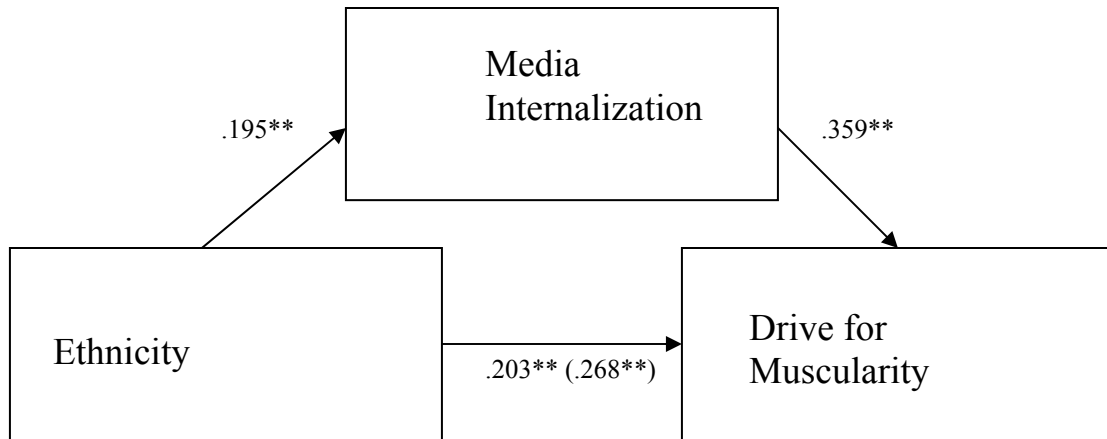 Media
Internalization
.195**
.359**
Ethnicity
.203** (.268**)
Drive for
Muscularity